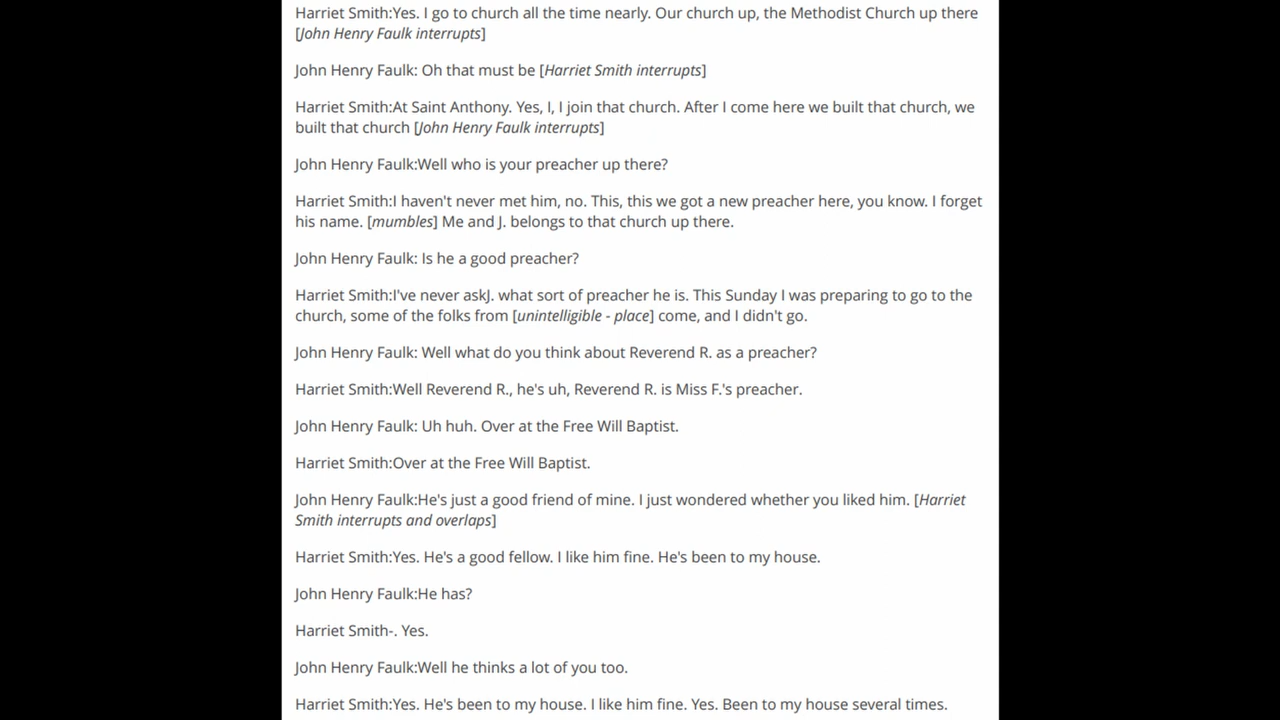 Harriet Smith:Yes. I go to church all the time nearly. Our church up, the Methodist Church up there
[John Henry Faulk interrupts]
John Henry Faulk: Oh that must be [Harriet Smith interrupts]
Harriet Smith:At Saint Anthony. Yes, I, I join that church. After I come here we built that church, we
built that church [John Henry Faulk interrupts]
John Henry Faulk:Well who is your preacher up there?
Harriet Smith:I haven't never met him, no. This, this we got a new preacher here, you know. I forget
his name. [mumbles] Me and J. belongs to that church up there.
John Henry Faulk: Is he a good preacher?
Harriet Smith:I've never askJ. what sort of preacher he is. This Sunday I was preparing to go to the
church, some of the folks from [unintelligible - place] come, and I didn't go.
John Henry Faulk: Well what do you think about Reverend R. as a preacher?
Harriet Smith:Well Reverend R., he's uh, Reverend R. is Miss F.'s preacher.
John Henry Faulk: Uh huh. Over at the Free Will Baptist.
Harriet Smith:Over at the Free Will Baptist.
John Henry Faulk:He's just a good friend of mine. I just wondered whether you liked him. [Harriet
Smith interrupts and overlaps]
Harriet Smith:Yes. He's a good fellow. I like him fine. He's been to my house.
John Henry Faulk:He has?
Harriet Smith-. Yes.
John Henry Faulk:Well he thinks a lot of you too.
Harriet Smith:Yes. He's been to my house. I like him fine. Yes. Been to my house several times.